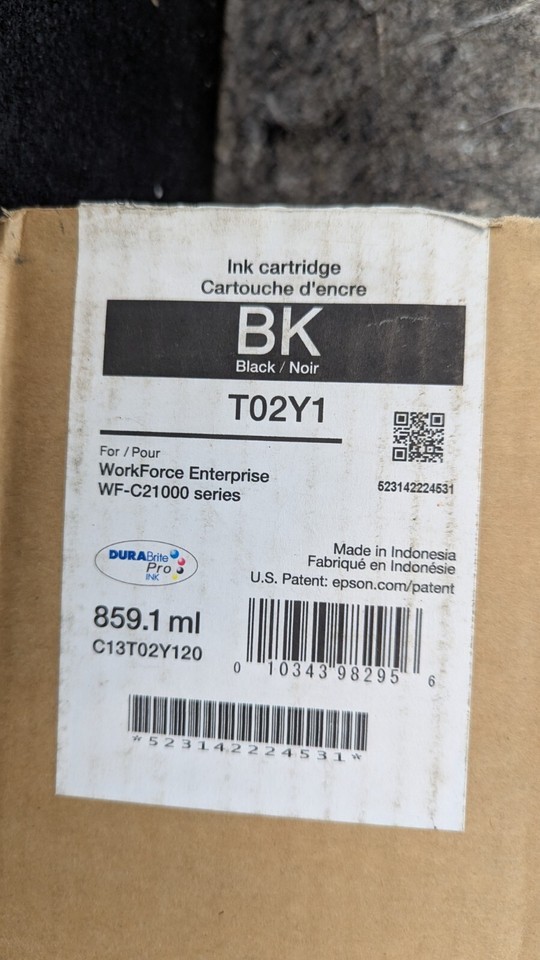 Ink cartridge
Cartouche d'encre
BK
Black / Noir
T02Y1
For / Pour
WorkForce Enterprise
WF-C21000 series
523142224531
DURABrite
Pro
INK
Made in Indonesia
Fabriqué en Indonésie
U.S. Patent: epson.com/patent
859.1 ml
C13T02Y120
0 10343 98295 6
*523142224531*